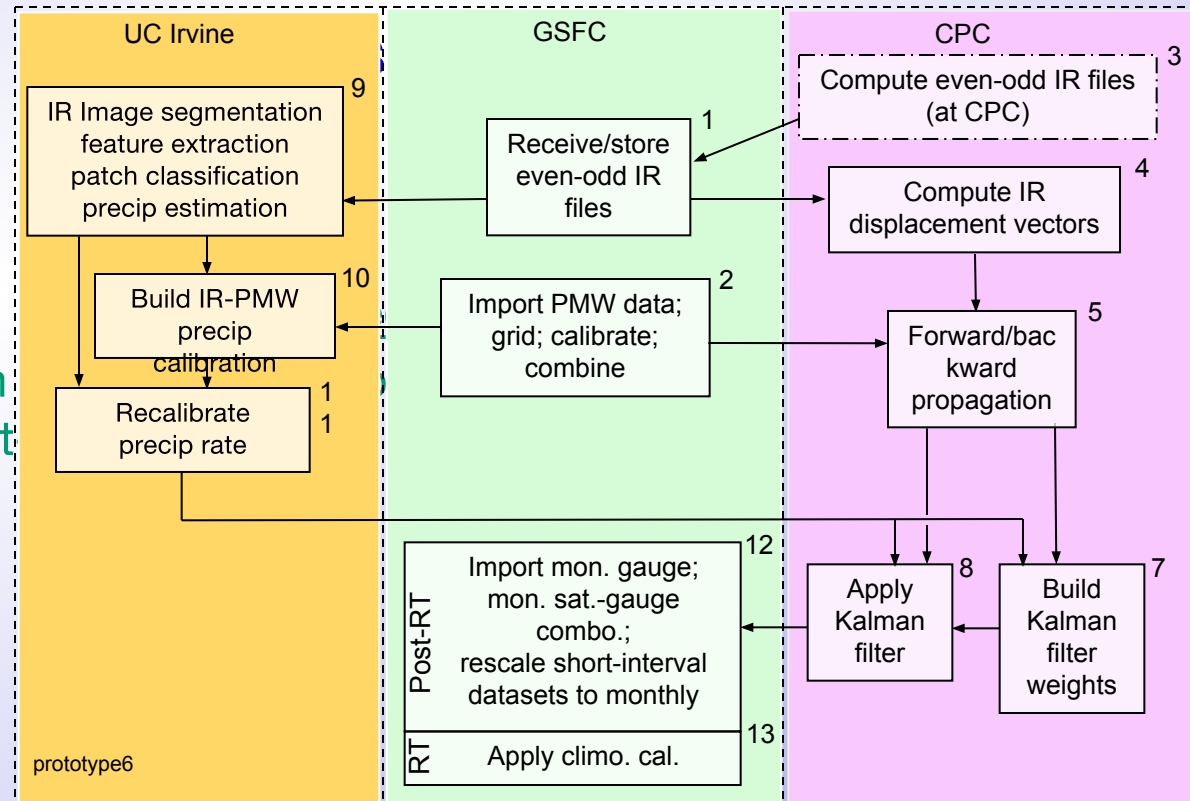 UC Irvine
9
IR Image segmentation
feature extraction
patch classification
precip estimation
10
Build IR-PMW
precip
calibration
1
1
Recalibrate
precip rate
n
t
prototype6
GSFC
1
Receive/store
even-odd IR
files
2
Import PMW data;
grid; calibrate;
combine
12
Post-RT
Import mon. gauge;
mon. sat.-gauge
combo.;
rescale short-interval
datasets to monthly
13
RT
Apply climo. cal.
CPC
3
Compute even-odd IR files
(at CPC)
4
Compute IR
displacement vectors
5
Forward/bac
kward
propagation
8
Apply
Kalman
filter
7
Build
Kalman
filter
weights